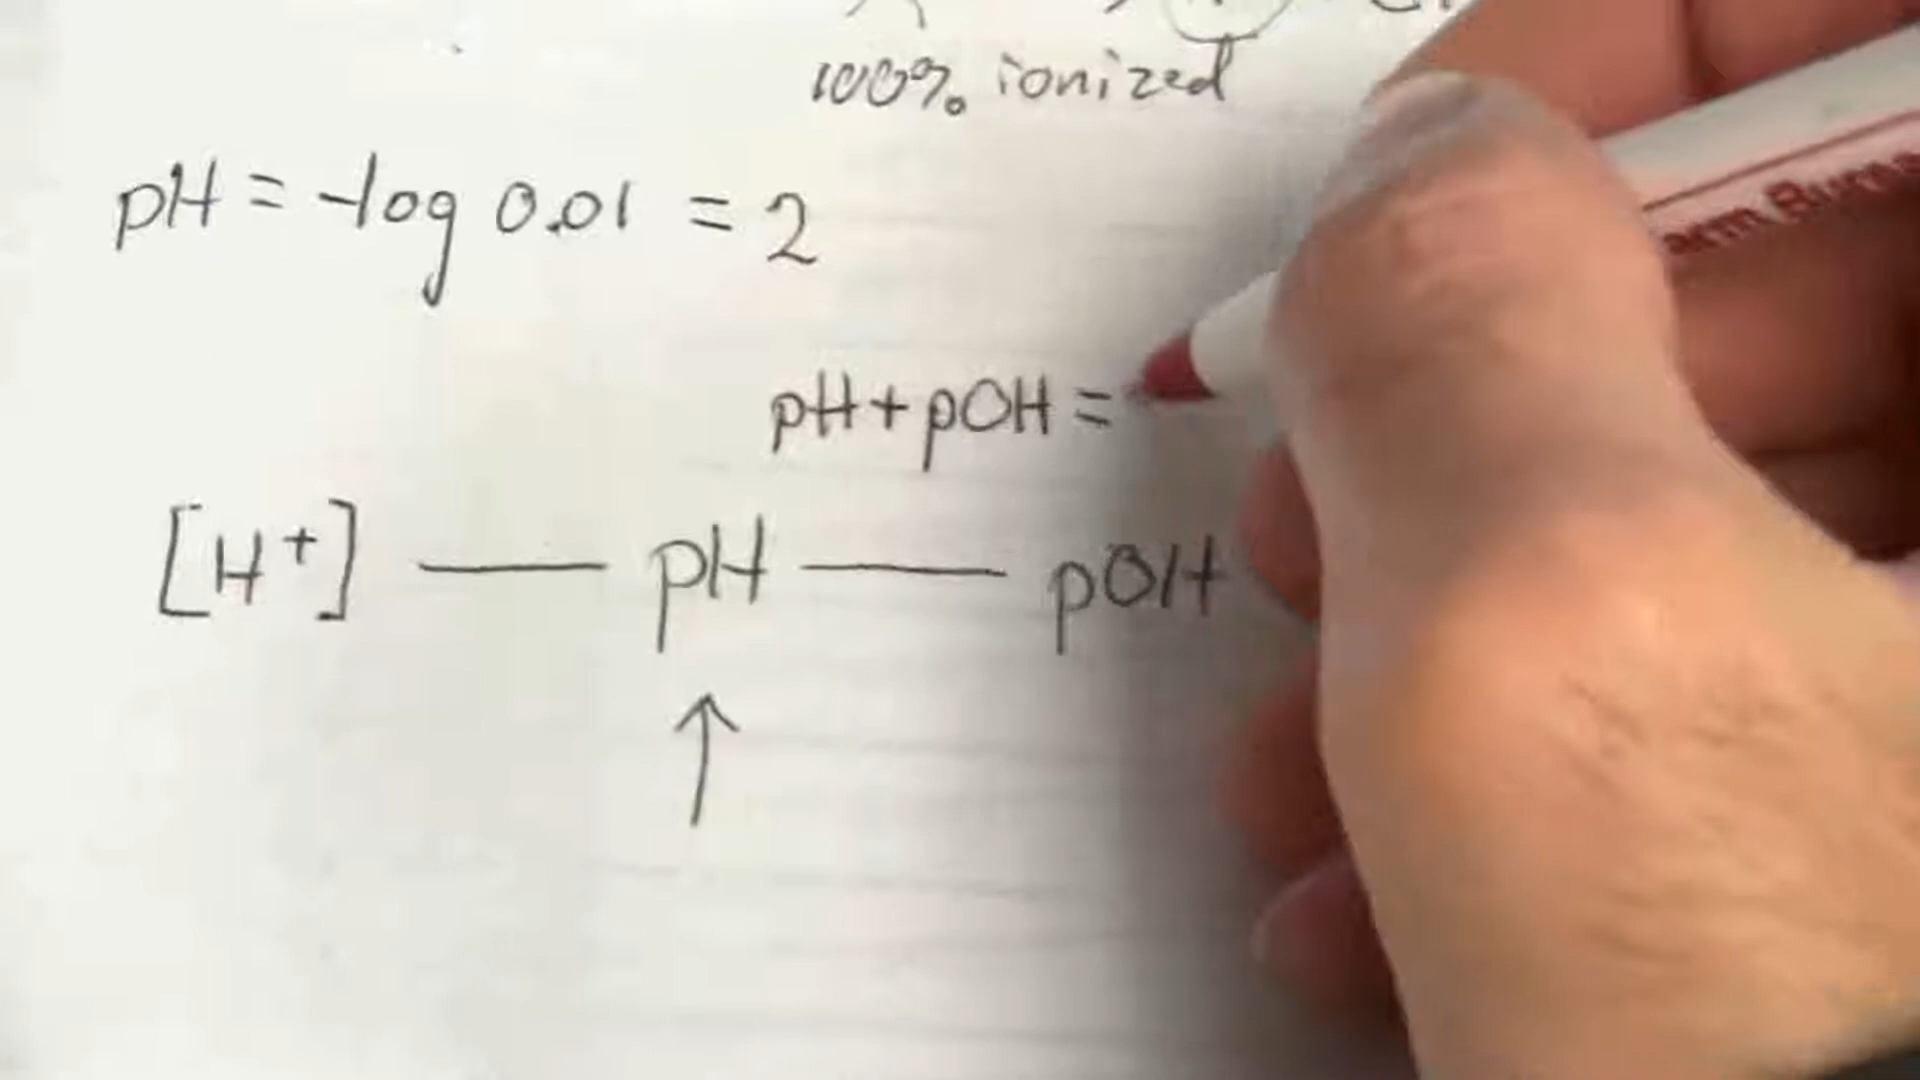 100% ionized
pH = -log 0.01 = 2
pH + pOH =
[H⁺] — pH — pOH
↑